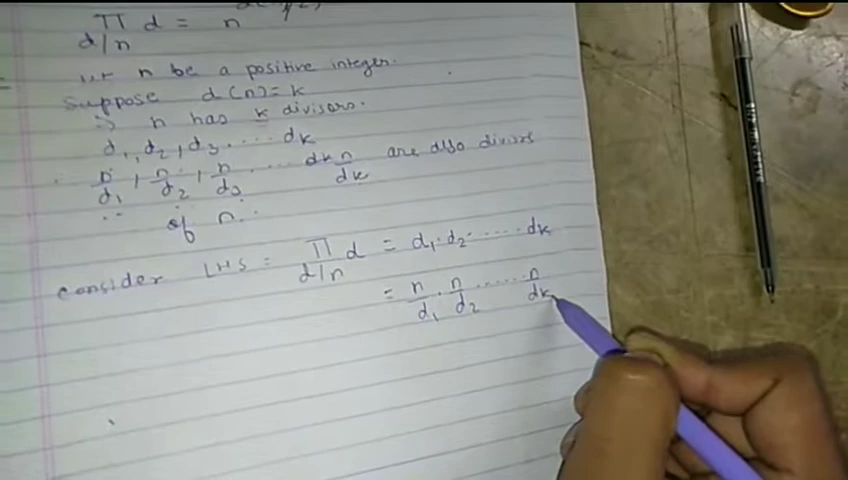 Π d = n
d/n
Let n be a positive integer.
Suppose d(n)=k
⇒ n has k divisors.
d₁, d₂, d₃ .... dk
n/d₁, n/d₂, n/d₃ .... n/dk are also divisors
of n.
Consider LHS = Π d = d₁.d₂ ...... dk
d/n
= n/d₁ . n/d₂ ...... n/dk